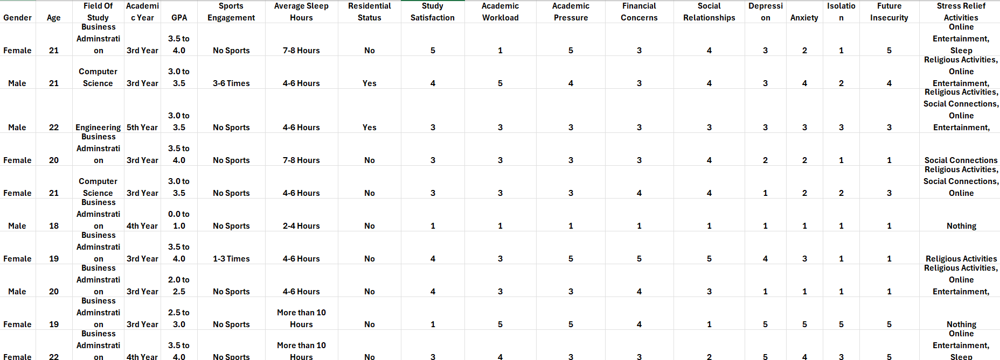 Gender Age Field Of Study Academic Year GPA Sports Engagement Average Sleep Hours Residential Status Study Satisfaction Academic Workload Academic Pressure Financial Concerns Social Relationships Depression Anxiety Isolation Future Insecurity Stress Relief Activities
Female 21 Business Adminstration 3rd Year 3.5 to 4.0 No Sports 7-8 Hours No 5 1 5 3 4 3 2 1 5 Online Entertainment, Sleep
Male 21 Computer Science 3rd Year 3.0 to 3.5 3-6 Times 4-6 Hours Yes 4 5 4 3 4 3 4 2 4 Religious Activities, Online Entertainment,
Male 22 Engineering 5th Year 3.0 to 3.5 No Sports 4-6 Hours Yes 3 3 3 3 3 3 3 3 3 Religious Activities, Social Connections, Online Entertainment,
Female 20 Business Adminstration 3rd Year 3.5 to 4.0 No Sports 7-8 Hours No 3 3 3 3 4 2 2 1 1 Social Connections
Female 21 Computer Science 3rd Year 3.0 to 3.5 No Sports 4-6 Hours No 3 3 3 4 4 1 2 2 3 Religious Activities, Social Connections, Online
Male 18 Business Adminstration 4th Year 0.0 to 1.0 No Sports 2-4 Hours No 1 1 1 1 1 1 1 1 1 Nothing
Female 19 Business Adminstration 3rd Year 3.5 to 4.0 1-3 Times 4-6 Hours No 4 3 5 5 5 4 3 1 1 Religious Activities
Male 20 Business Adminstration 3rd Year 2.0 to 2.5 No Sports 4-6 Hours No 4 3 3 4 3 1 1 1 1 Religious Activities, Online Entertainment,
Female 19 Business Adminstration 3rd Year 2.5 to 3.0 No Sports More than 10 Hours No 1 5 5 4 1 5 5 5 5 Nothing
Female 22 Business Adminstration 4th Year 3.5 to 4.0 No Sports More than 10 Hours No 3 4 3 3 2 5 4 3 5 Online Entertainment, Sleep